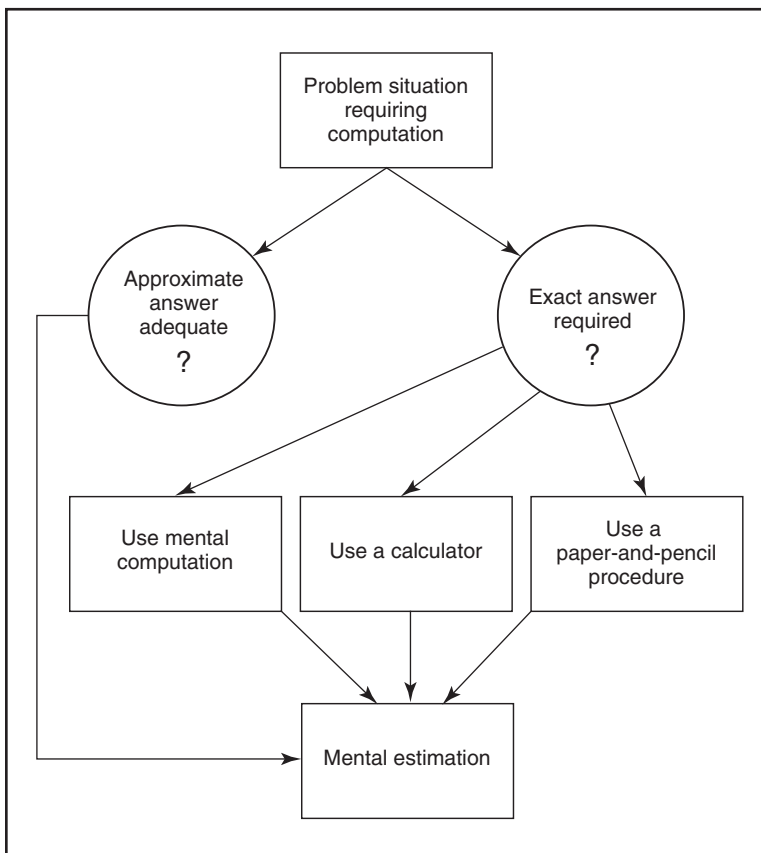 Problem situation
requiring
computation
Approximate
answer
adequate
?
Exact answer
required
?
Use mental
computation
Use a calculator
Use a
paper-and-pencil
procedure
Mental estimation